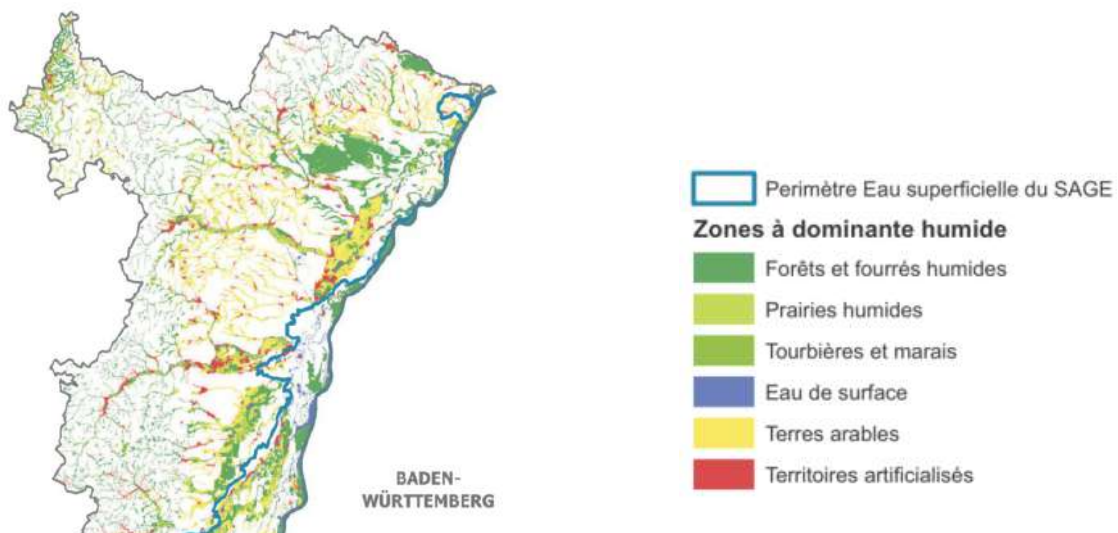 BADEN-
WÜRTTEMBERG
Perimètre Eau superficielle du SAGE
Zones à dominante humide
Forêts et fourrés humides
Prairies humides
Tourbières et marais
Eau de surface
Terres arables
Territoires artificialisés